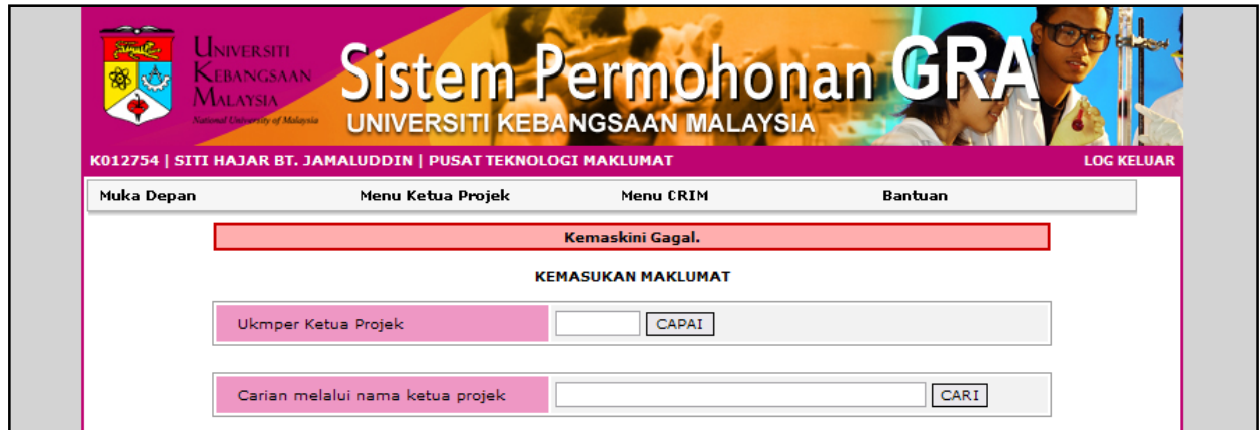 UNIVERSITI
KEBANGSAAN
MALAYSIA
National University of Malaysia
Sistem Permohonan GRA
UNIVERSITI KEBANGSAAN MALAYSIA
K012754 | SITI HAJAR BT. JAMALUDDIN | PUSAT TEKNOLOGI MAKLUMAT LOG KELUAR
Muka Depan Menu Ketua Projek Menu CRIM Bantuan
Kemaskini Gagal.
KEMASUKAN MAKLUMAT
Ukmper Ketua Projek CAPAI
Carian melalui nama ketua projek CARI